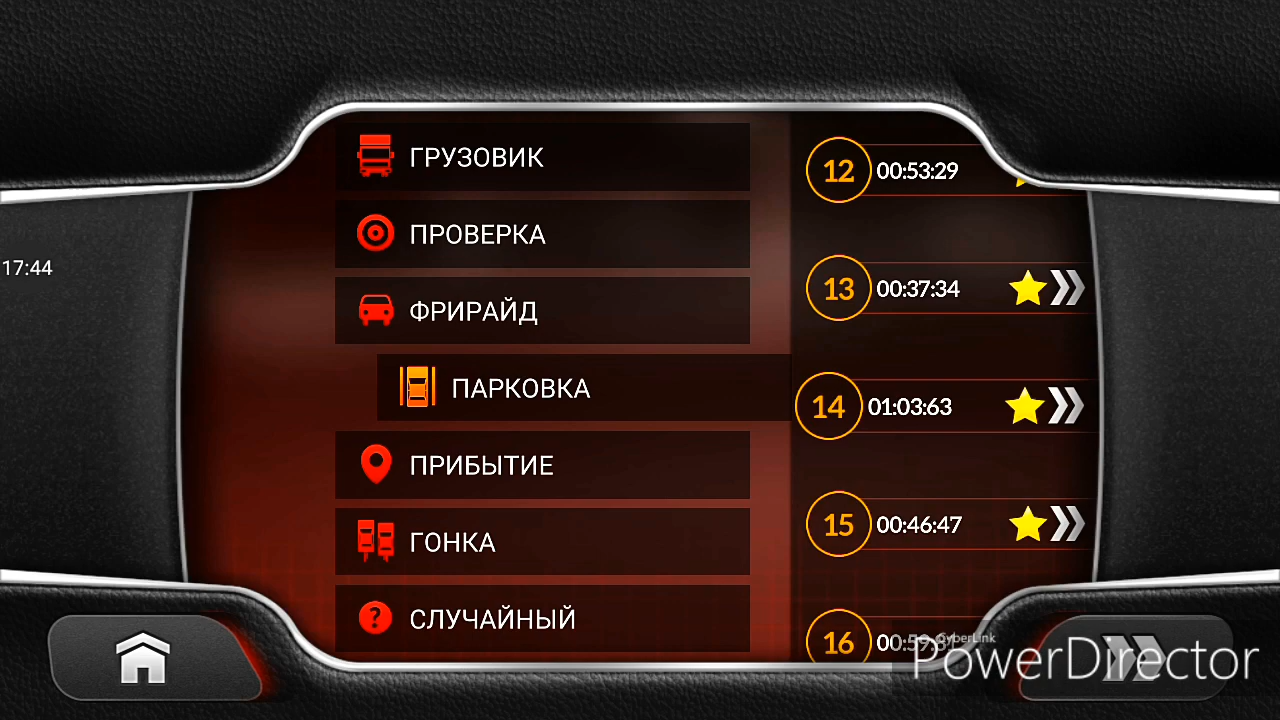 ГРУЗОВИК
ПРОВЕРКА
ФРИРАЙД
ПАРКОВКА
ПРИБЫТИЕ
ГОНКА
СЛУЧАЙНЫЙ
17:44
12 00:53:29
13 00:37:34
14 01:03:63
15 00:46:47
16
CyberLink
PowerDirector